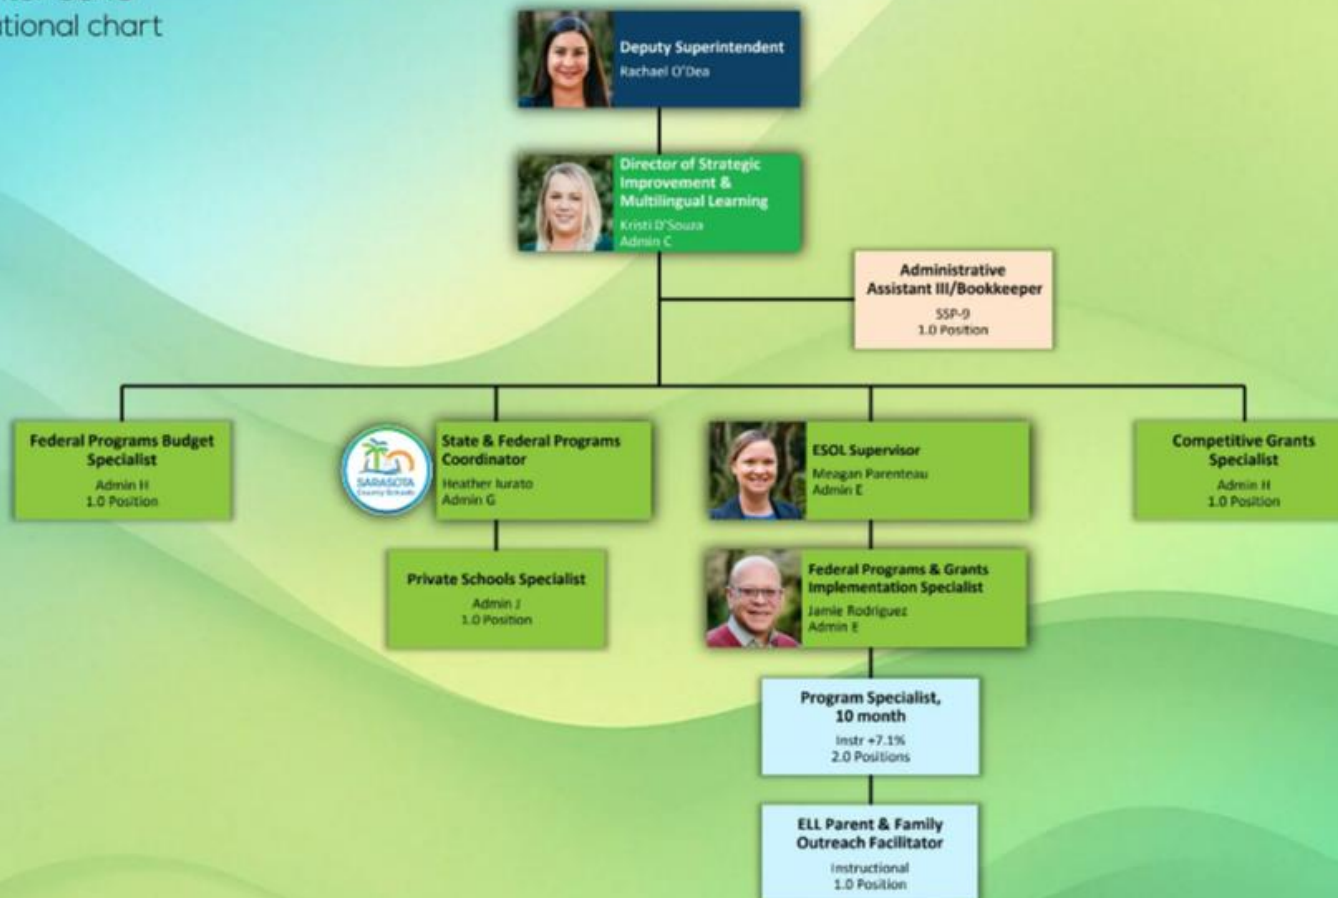 ational chart
Deputy Superintendent
Rachael O'Dea
Director of Strategic
Improvement &
Multilingual Learning
Kristi D'Souza
Admin C
Administrative
Assistant III/Bookkeeper
SSP-9
1.0 Position
Federal Programs Budget
Specialist
Admin H
1.0 Position
SARASOTA
County Schools
State & Federal Programs
Coordinator
Heather Iurato
Admin G
ESOL Supervisor
Meagan Parenteau
Admin E
Competitive Grants
Specialist
Admin H
1.0 Position
Private Schools Specialist
Admin J
1.0 Position
Federal Programs & Grants
Implementation Specialist
Jamie Rodriguez
Admin E
Program Specialist,
10 month
Instr +7.1%
2.0 Positions
ELL Parent & Family
Outreach Facilitator
Instructional
1.0 Position